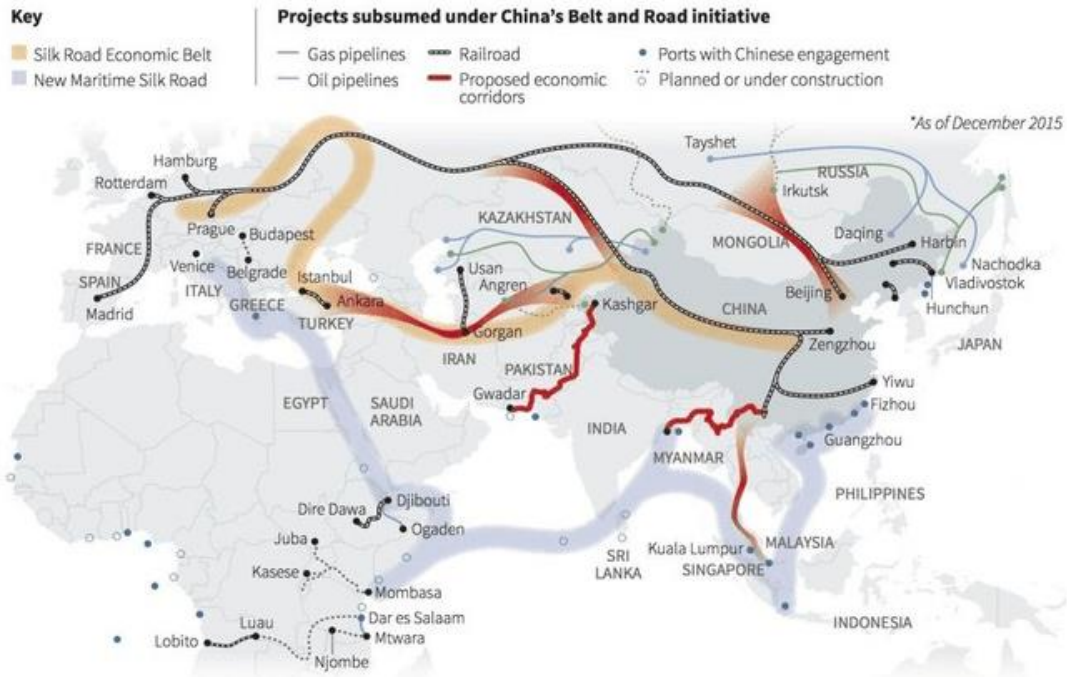 Key
Silk Road Economic Belt
New Maritime Silk Road
Projects subsumed under China's Belt and Road initiative
Gas pipelines
Oil pipelines
Railroad
Proposed economic
corridors
Ports with Chinese engagement
Planned or under construction
*As of December 2015
Tayshet
Hamburg
Rotterdam
RUSSIA
Irkutsk
KAZAKHSTAN
Prague
Budapest
MONGOLIA
Daqing
Harbin
FRANCE
Venice
Belgrade
Istanbul
Usan
Angren
Nachodka
Vladivostok
SPAIN
ITALY
GREECE
Ankara
Kashgar
Beijing
Hunchun
Madrid
TURKEY
Gorgan
CHINA
Zengzhou
JAPAN
IRAN
PAKISTAN
Yiwu
Gwadar
EGYPT
SAUDI
ARABIA
Fizhou
INDIA
Guangzhou
MYANMAR
PHILIPPINES
Djibouti
Dire Dawa
Ogaden
Juba
MALAYSIA
Kuala Lumpur
SINGAPORE
SRI
LANKA
Kasese
Mombasa
Dar es Salaam
INDONESIA
Luau
Lobito
Mtwara
Njombe